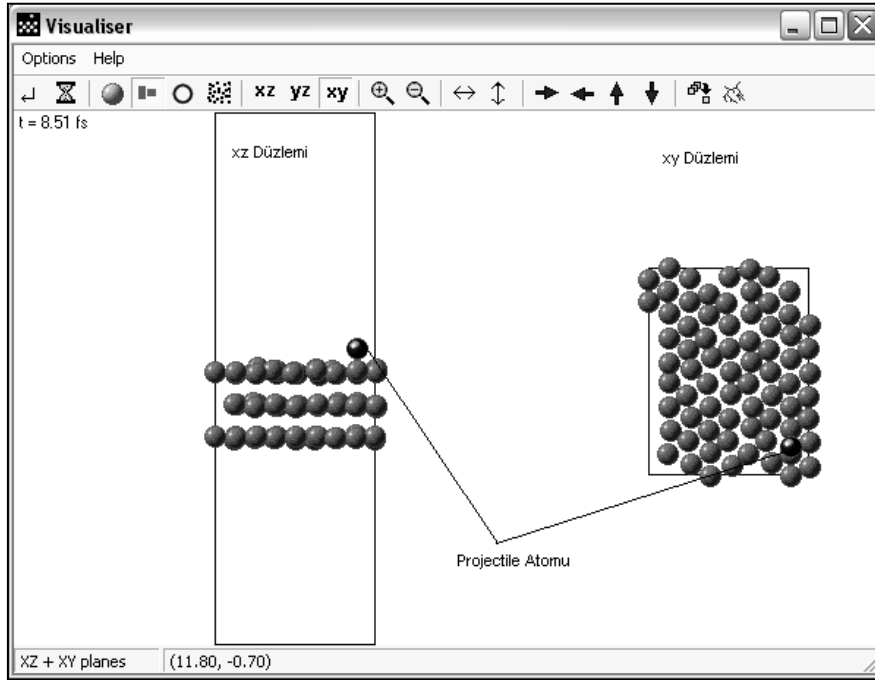 Visualiser
Options Help
xz yz xy
t = 8.51 fs
xz Düzlemi
xy Düzlemi
Projectile Atomu
XZ + XY planes (11.80, -0.70)